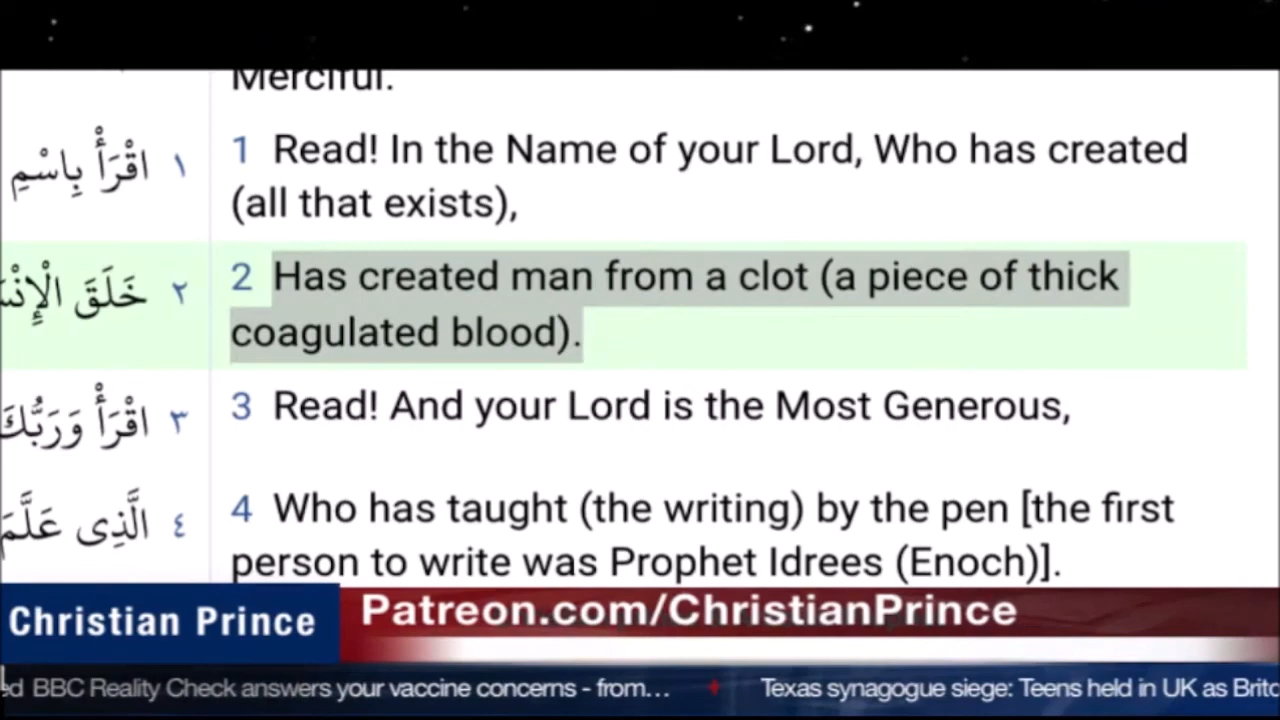 Merciful.
١ اقْرَأْ بِاسْمِ
1 Read! In the Name of your Lord, Who has created
(all that exists),
٢ خَلَقَ
2 Has created man from a clot (a piece of thick
coagulated blood).
٣ اقْرَأْ وَرَبُّكَ
3 Read! And your Lord is the Most Generous,
٤ الَّذِى عَلَّمَ
4 Who has taught (the writing) by the pen [the first
person to write was Prophet Idrees (Enoch)].
Christian Prince
Patreon.com/ChristianPrince
BBC Reality Check answers your vaccine concerns - from...
Texas synagogue siege: Teens held in UK as